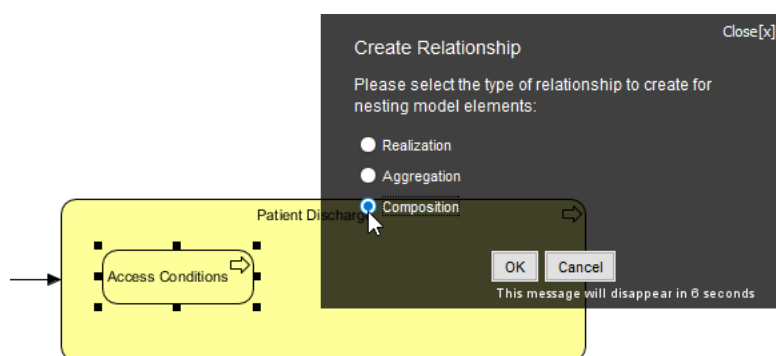 Close[x]
Create Relationship
Please select the type of relationship to create for
nesting model elements:
Realization
Aggregation
Composition
Patient Discharge
Access Conditions
OK Cancel
This message will disappear in 6 seconds